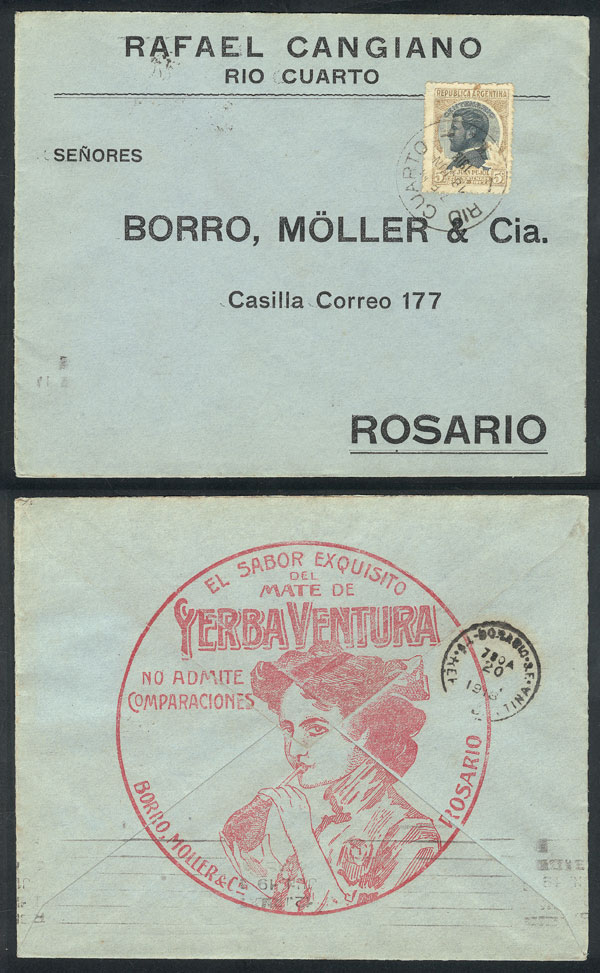 RAFAEL CANGIANO
RIO CUARTO
REPUBLICA ARGENTINA
RIO CUARTO
SEÑORES
BORRO, MÖLLER & Cia.
Casilla Correo 177
ROSARIO
EL SABOR EXQUISITO
DEL
MATE DE
YERBA VENTURA
NO ADMITE
COMPARACIONES
BORRO, MÖLLER & Cº
ROSARIO
20